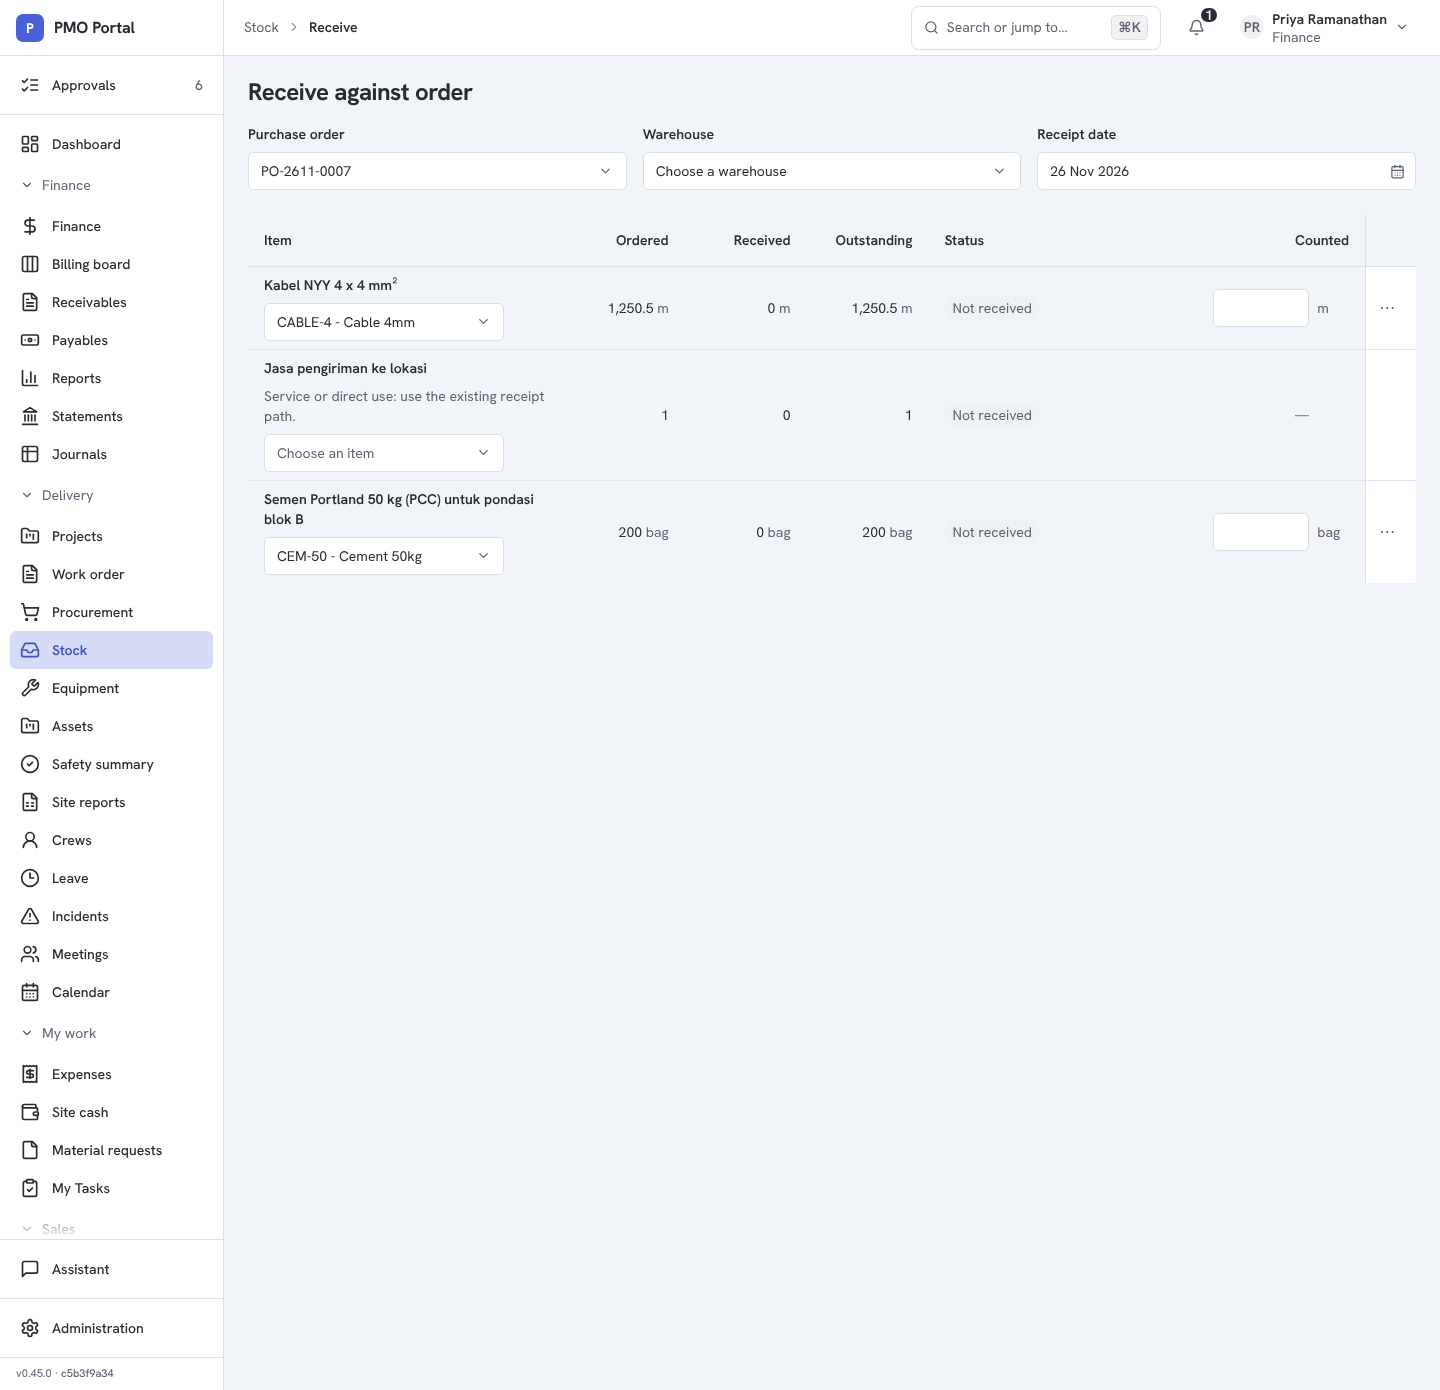 P PMO Portal
Stock Receive
Search or jump to... ⌘K
1
PR Priya Ramanathan
Finance
Approvals 6
Dashboard
Finance
Finance
Billing board
Receivables
Payables
Reports
Statements
Journals
Delivery
Projects
Work order
Procurement
Stock
Equipment
Assets
Safety summary
Site reports
Crews
Leave
Incidents
Meetings
Calendar
My work
Expenses
Site cash
Material requests
My Tasks
Sales
Assistant
Administration
v0.45.0 · c5b3f9a34
Receive against order
Purchase order Warehouse Receipt date
PO-2611-0007 Choose a warehouse 26 Nov 2026
Item Ordered Received Outstanding Status Counted
Kabel NYY 4 x 4 mm²
CABLE-4 - Cable 4mm
1,250.5 m 0 m 1,250.5 m Not received m ...
Jasa pengiriman ke lokasi
Service or direct use: use the existing receipt
path.
Choose an item
1 0 1 Not received —
Semen Portland 50 kg (PCC) untuk pondasi
blok B
CEM-50 - Cement 50kg
200 bag 0 bag 200 bag Not received bag ...